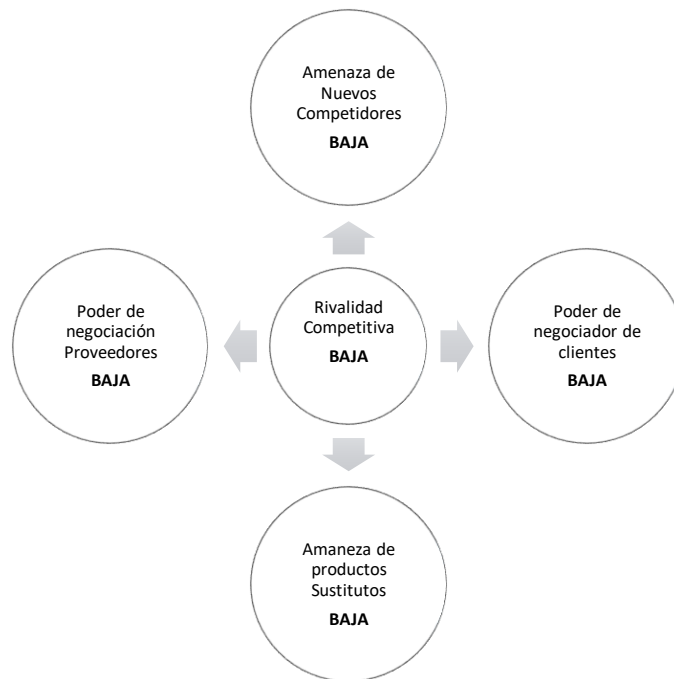 Amenaza de
Nuevos
Competidores
BAJA
Poder de
negociación
Proveedores
BAJA
Rivalidad
Competitiva
BAJA
Poder de
negociador de
clientes
BAJA
Amaneza de
productos
Sustitutos
BAJA